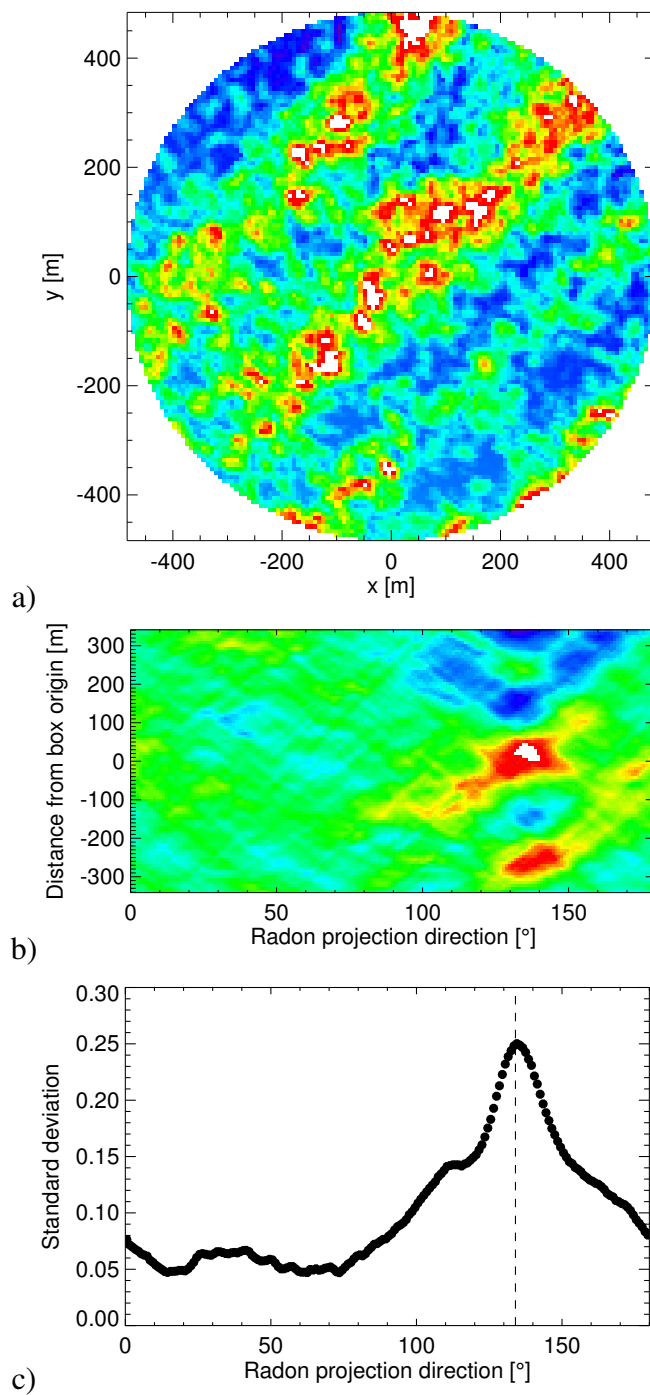 400
200
0
-200
-400
y [m]
-400 -200 0 200 400
x [m]
a)
300
200
100
0
-100
-200
-300
Distance from box origin [m]
0 50 100 150
Radon projection direction [°]
b)
0.30
0.25
0.20
0.15
0.10
0.05
0.00
Standard deviation
0 50 100 150
Radon projection direction [°]
c)